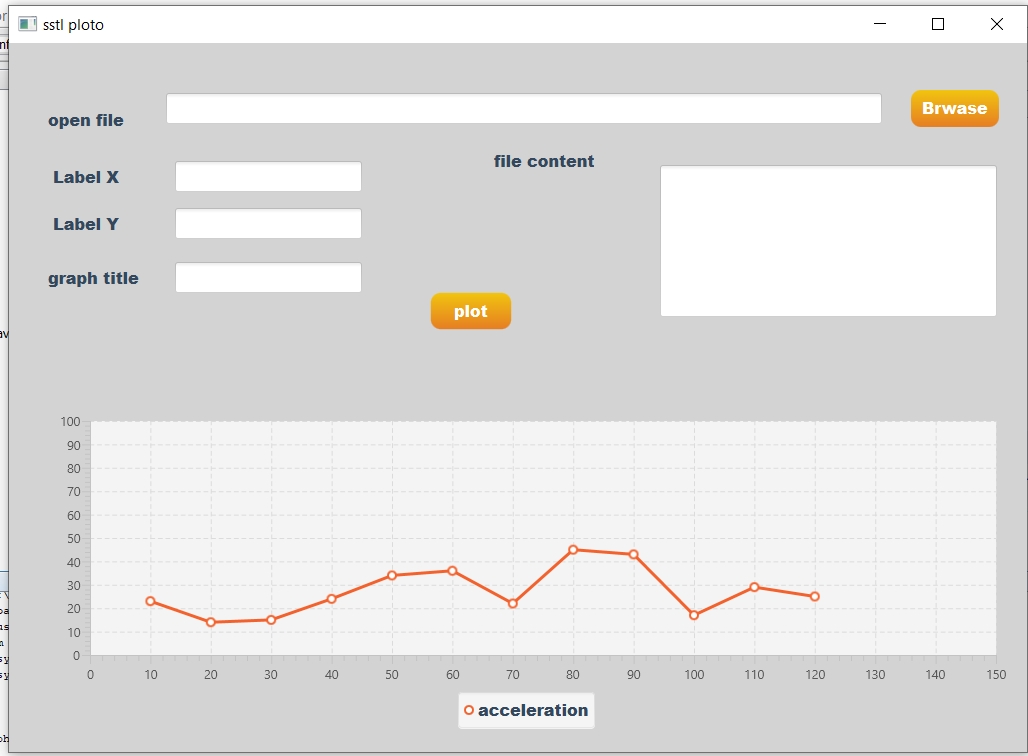 sstl ploto
open file
Brwase
Label X
file content
Label Y
graph title
plot
100
90
80
70
60
50
40
30
20
10
0
0 10 20 30 40 50 60 70 80 90 100 110 120 130 140 150
acceleration